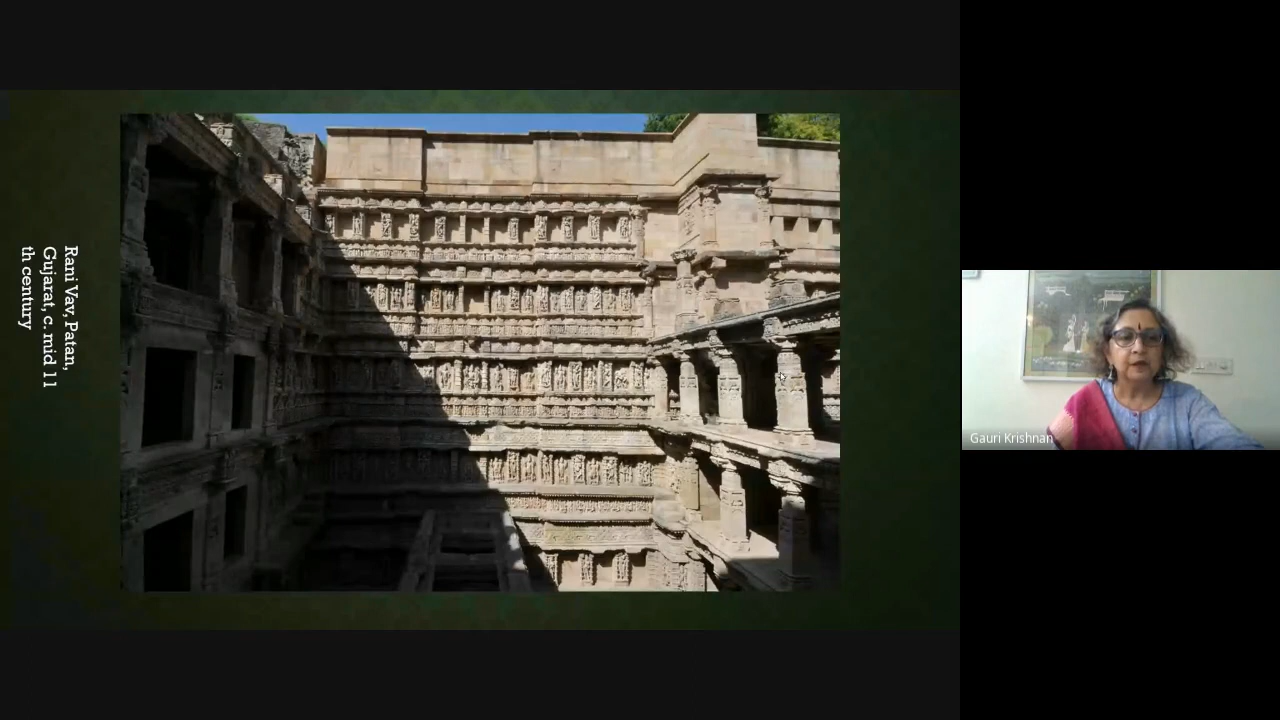 Rani Vav, Patan,
Gujarat, c. mid 11
th century
Gauri Krishnan